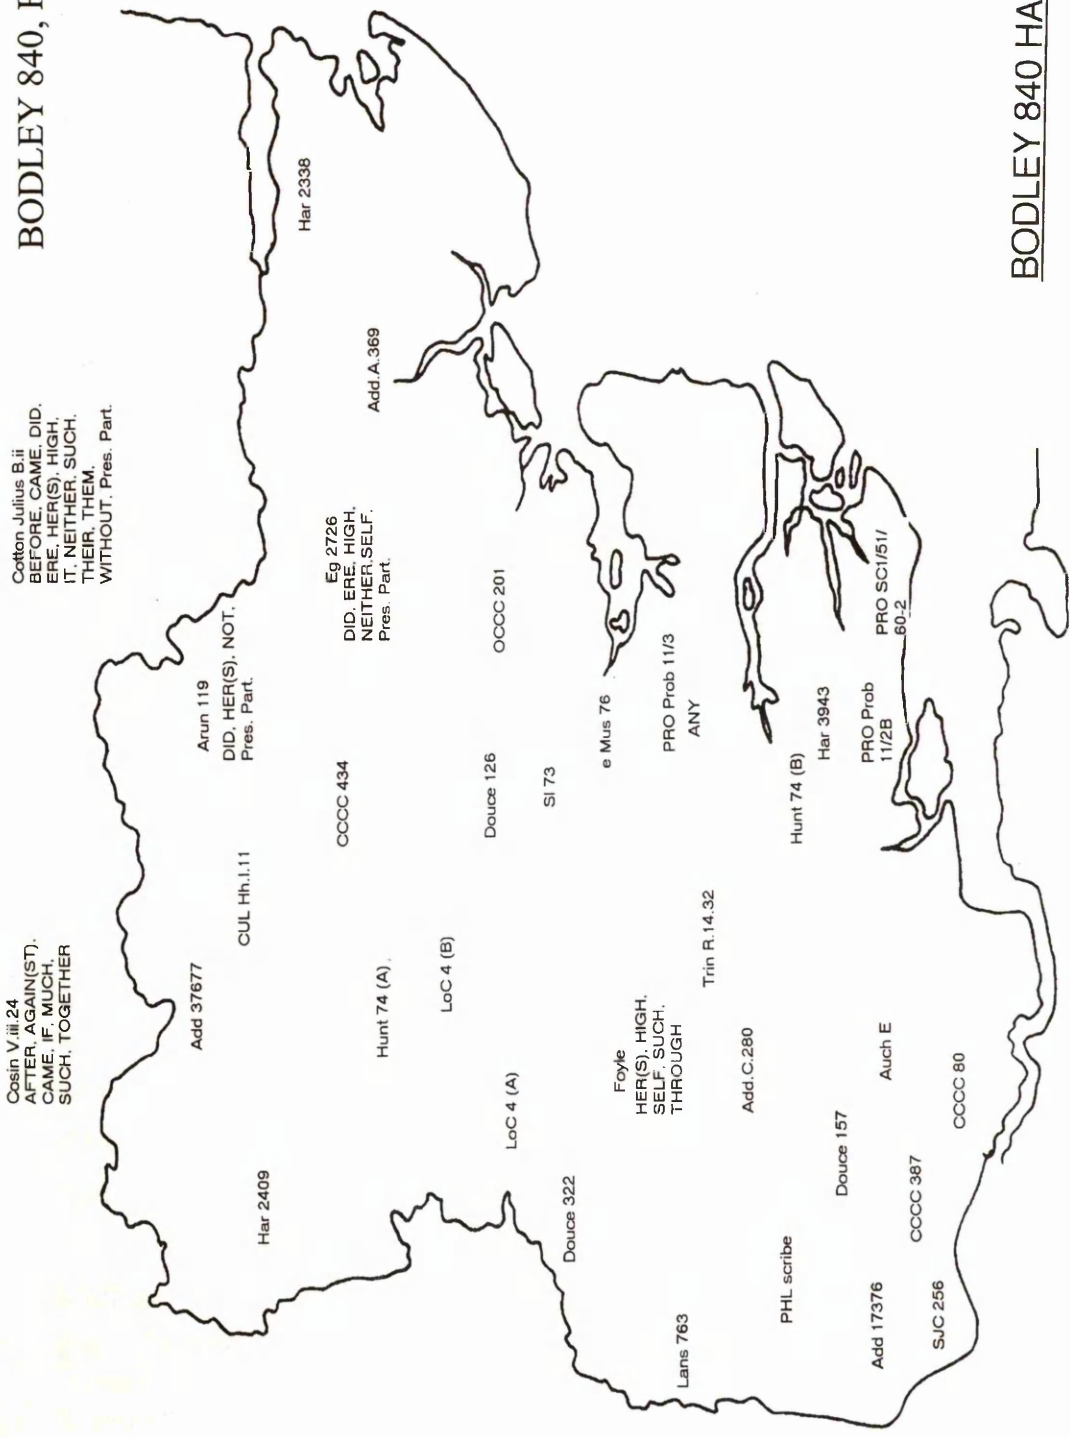 BODLEY 840,
Cosin V.iii.24
AFTER, AGAIN(ST),
CAME, IF, MUCH,
SUCH, TOGETHER
Cotton Julius B.ii
BEFORE, CAME, DID,
ERE, HER(S), HIGH,
IT, NEITHER, SUCH,
THEIR, THEM,
WITHOUT, Pres. Part.
Add 37677
Arun 119
DID, HER(S), NOT,
Pres. Part.
CUL Hh.I.11
Har 2409
Har 2338
CCCC 434
Eg 2726
DID, ERE, HIGH,
NEITHER, SELF,
Pres. Part.
Hunt 74 (A)
Add.A.369
LoC 4 (B)
Douce 126
OCCC 201
LoC 4 (A)
Sl 73
Douce 322
e Mus 76
Foyle
HER(S), HIGH,
SELF, SUCH,
THROUGH
PRO Prob 11/3
ANY
Lans 763
Trin R.14.32
Add.C.280
PHL scribe
Hunt 74 (B)
Har 3943
Douce 157
PRO Prob
11/2B
PRO SC1/51/
60-2
Add 17376
Auch E
CCCC 387
SJC 256
CCCC 80
BODLEY 840 HA